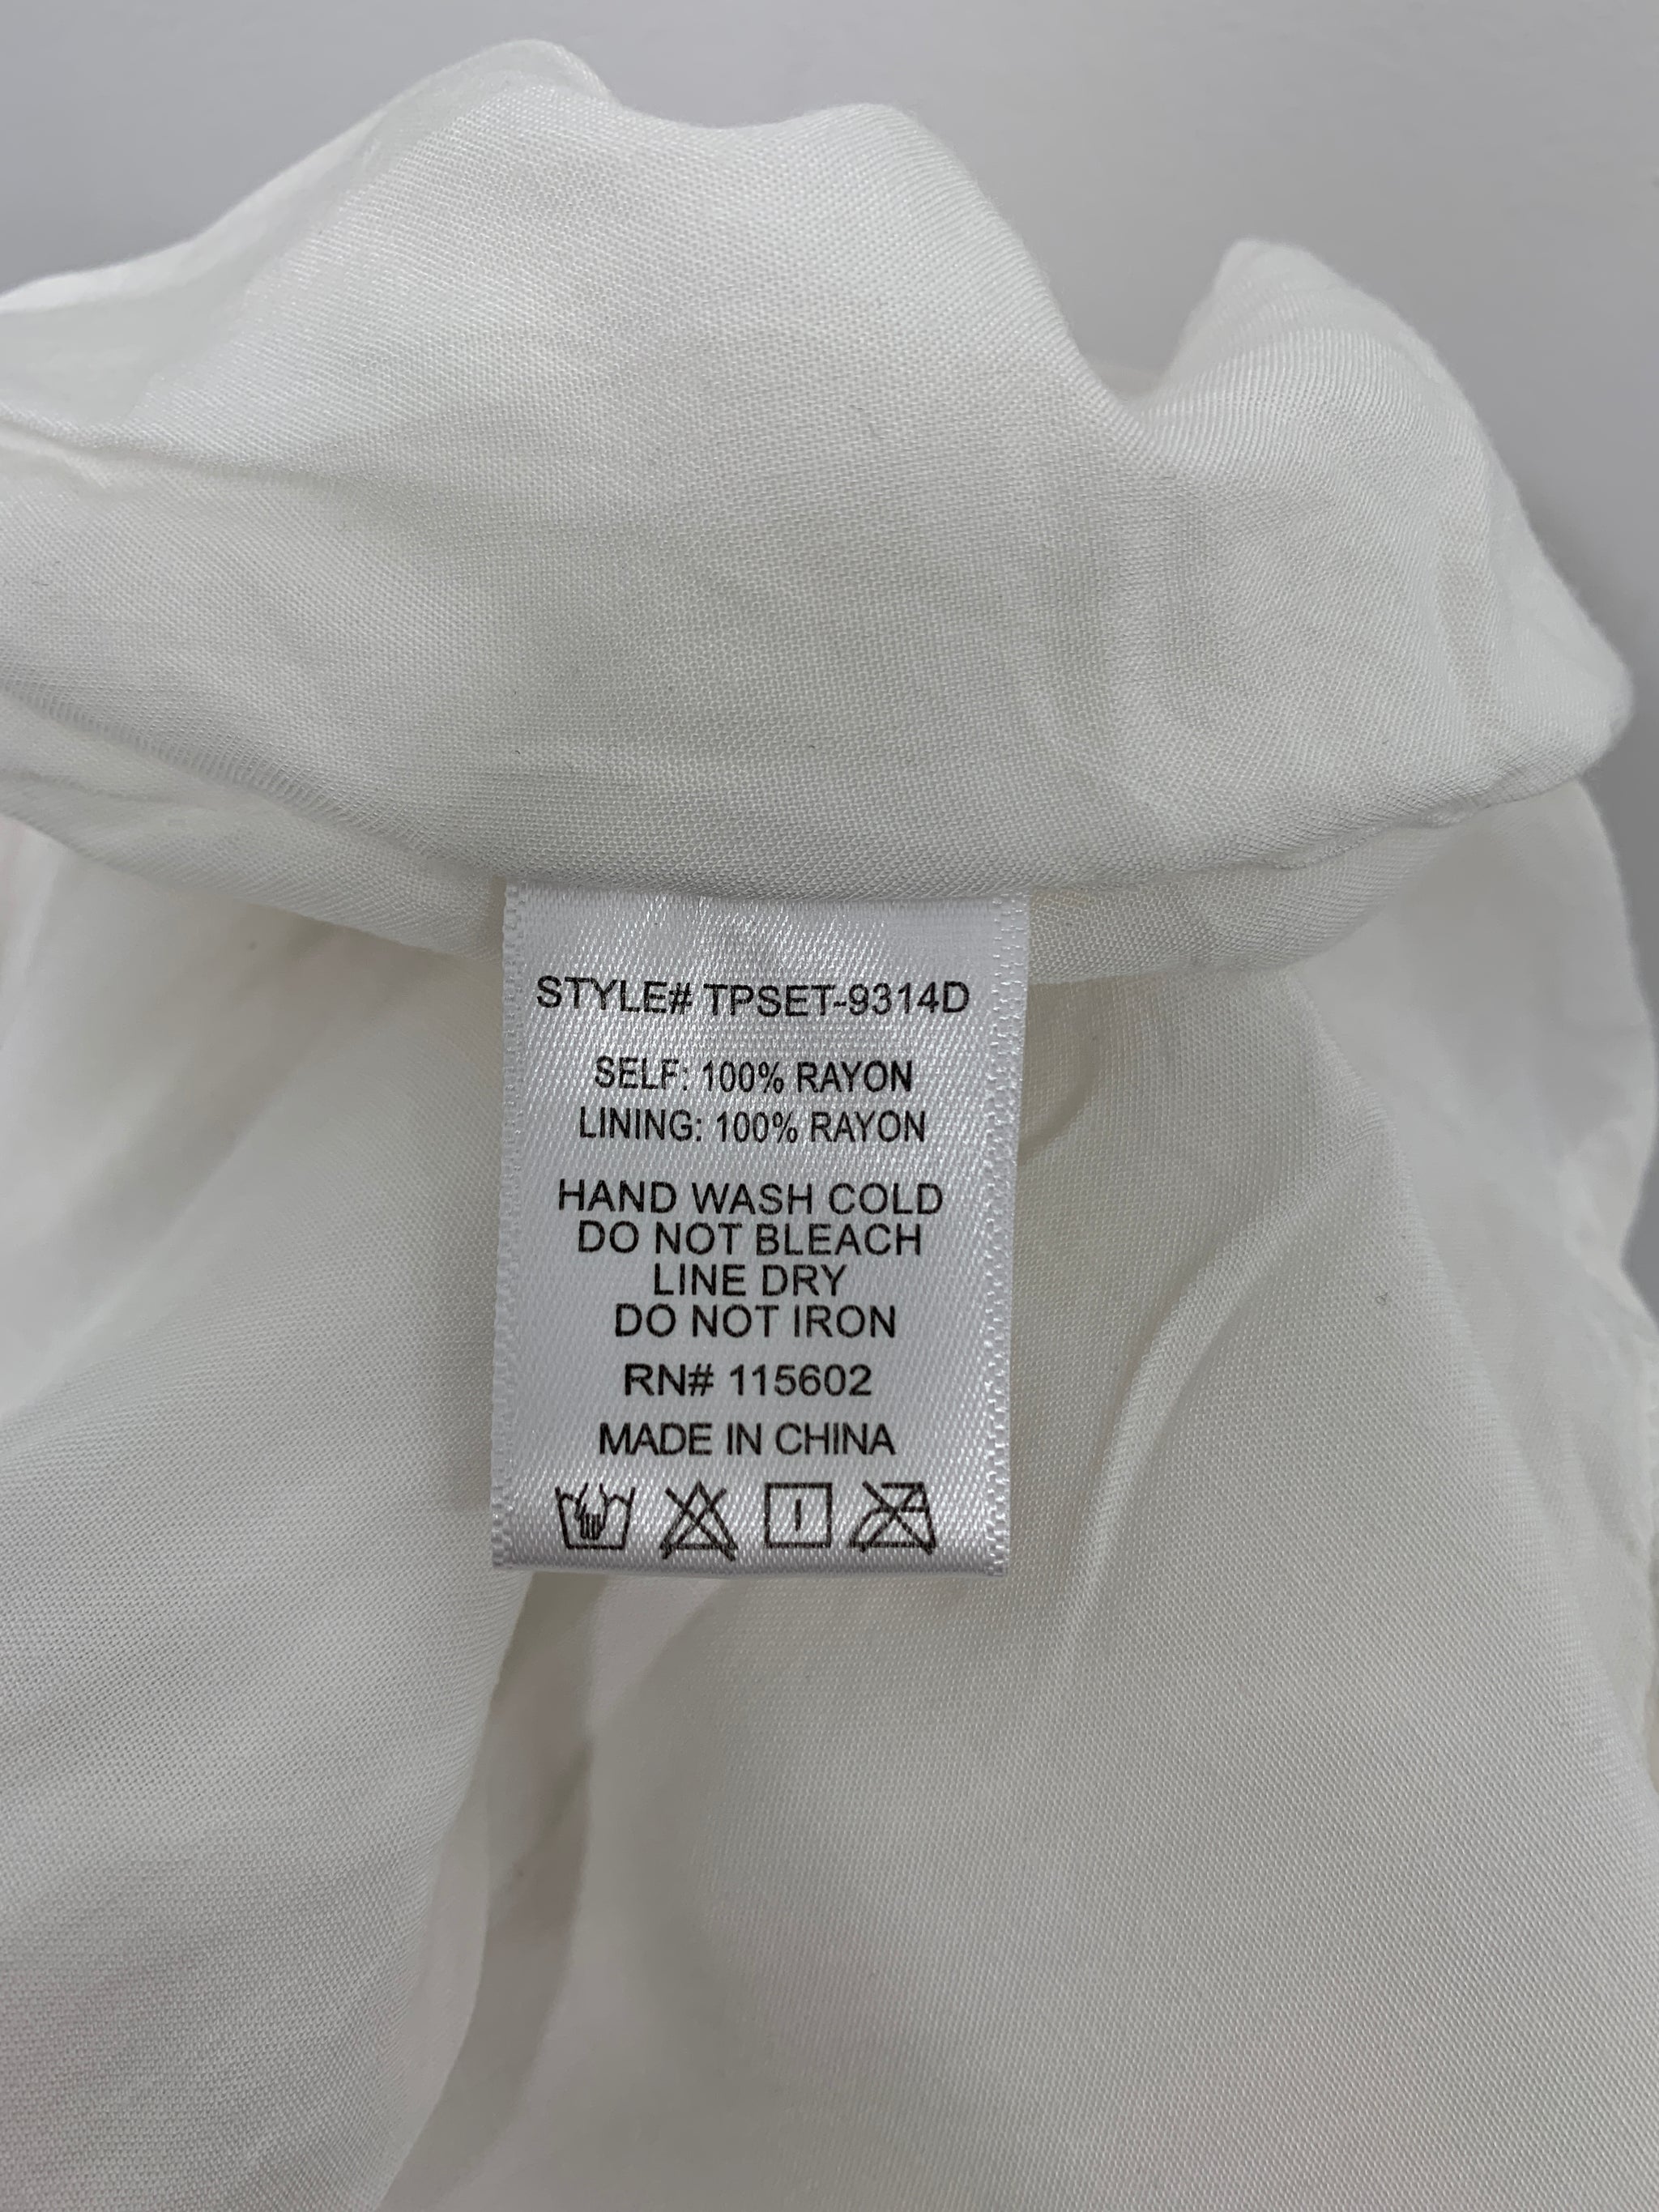 STYLE# TPSET-9314D
SELF: 100% RAYON
LINING: 100% RAYON
HAND WASH COLD
DO NOT BLEACH
LINE DRY
DO NOT IRON
RN# 115602
MADE IN CHINA